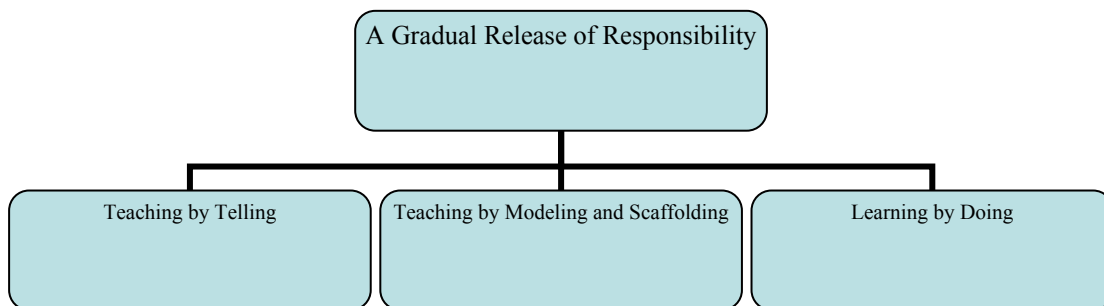 A Gradual Release of Responsibility
Teaching by Telling
Teaching by Modeling and Scaffolding
Learning by Doing